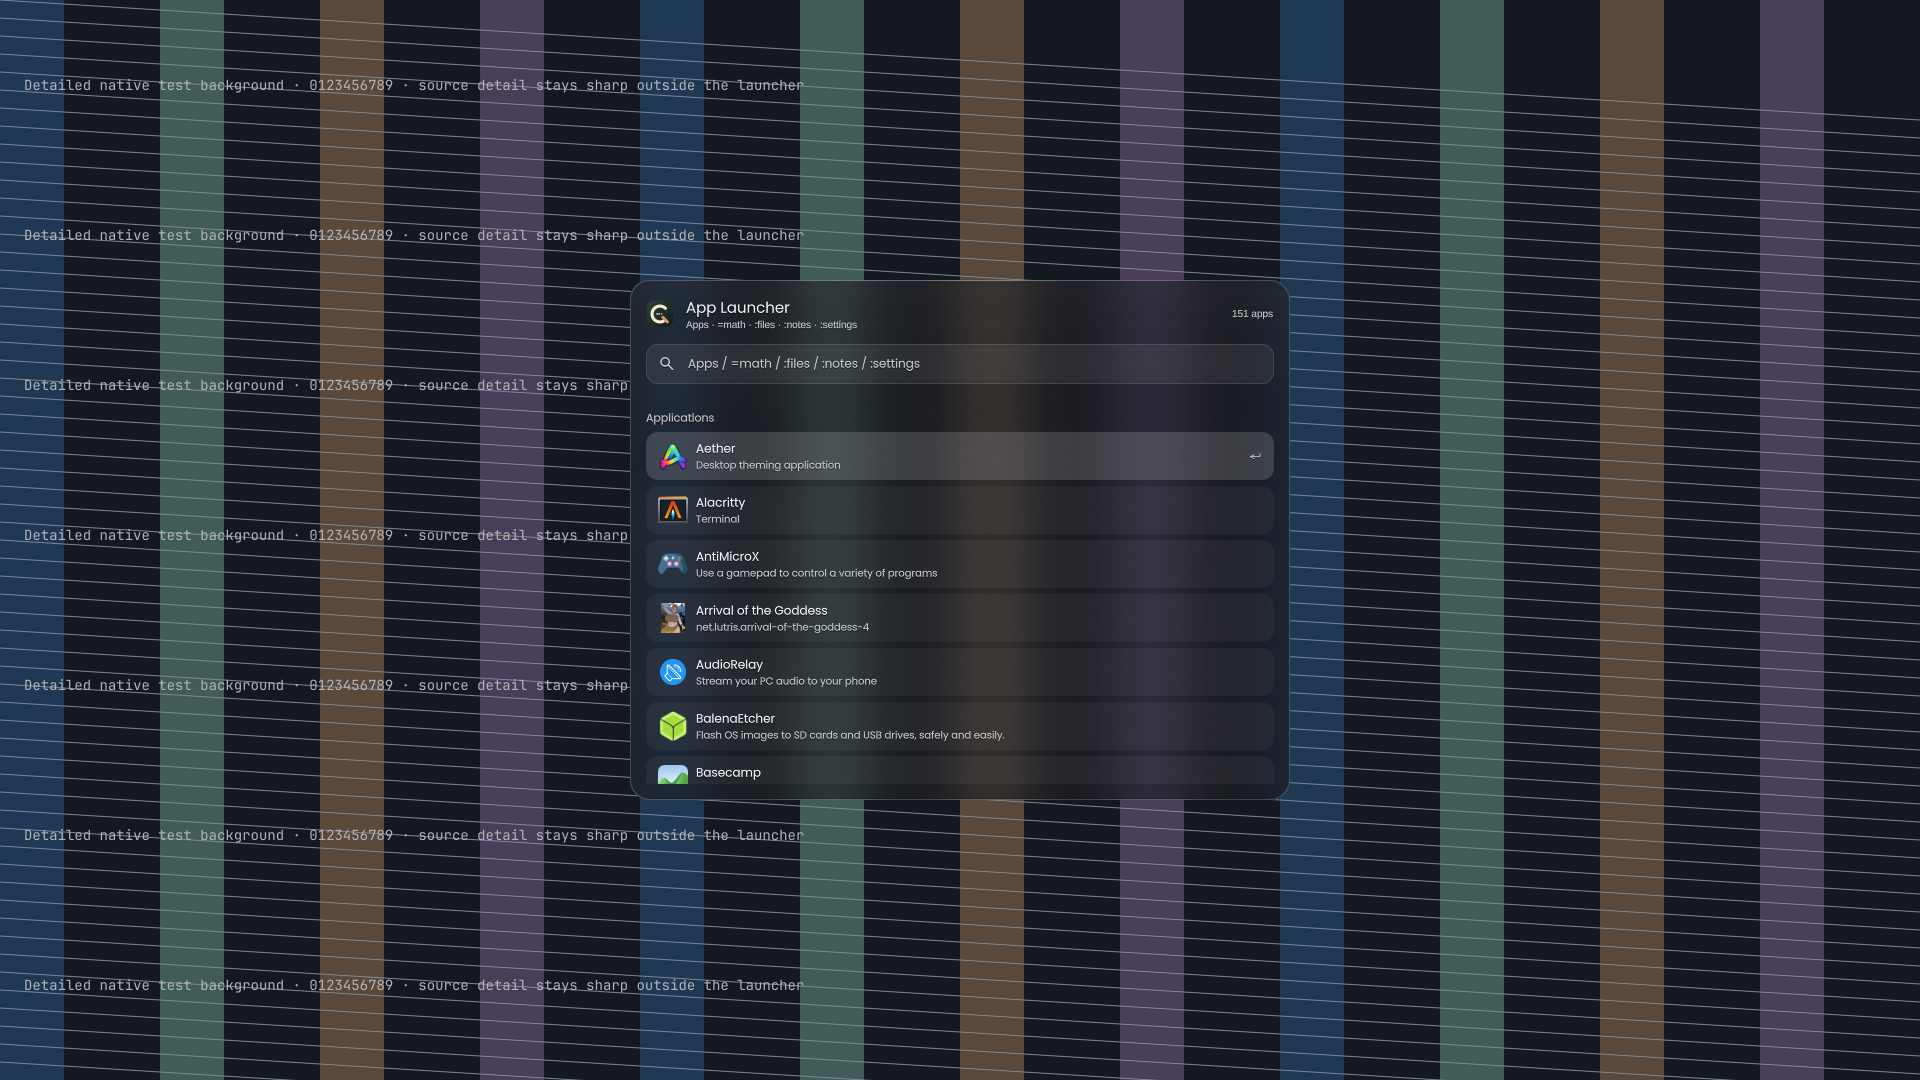 Detailed native test background · 0123456789 · source detail stays sharp outside the launcher
Detailed native test background · 0123456789 · source detail stays sharp outside the launcher
App Launcher
Apps · =math · :files · :notes · :settings
151 apps
Apps / =math / :files / :notes / :settings
Detailed native test background · 0123456789 · source detail stays sharp
Applications
Aether
Desktop theming application
Alacritty
Terminal
Detailed native test background · 0123456789 · source detail stays sharp
AntiMicroX
Use a gamepad to control a variety of programs
Arrival of the Goddess
net.lutris.arrival-of-the-goddess-4
AudioRelay
Stream your PC audio to your phone
Detailed native test background · 0123456789 · source detail stays sharp
BalenaEtcher
Flash OS images to SD cards and USB drives, safely and easily.
Basecamp
Detailed native test background · 0123456789 · source detail stays sharp outside the launcher
Detailed native test background · 0123456789 · source detail stays sharp outside the launcher